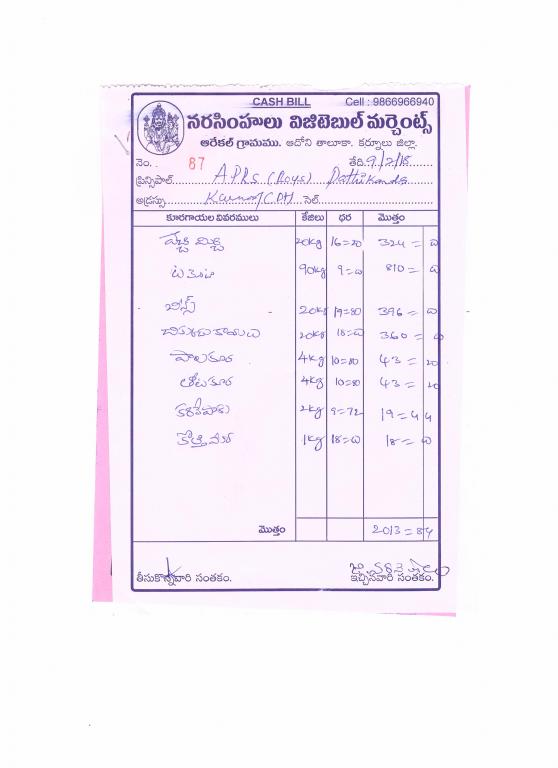 CASH BILL Cell : 9866966940
నరసింహులు విజిటెబుల్ మర్చెంట్స్
ఆరేకల్ గ్రామము. ఆదోని తాలూకా. కర్నూలు జిల్లా.
నెం. 87 తేది 9/2/18
ప్రిన్సిపాల్ APRS (Boys) Pathikonda
అడ్రస్సు Kurnool (Dt) సెల్
కూరగాయల వివరములు కేజీలు ధర మొత్తం
పచ్చి మిర్చి 20kg 16=20 324=00
టమోటా 90kg 9=00 810=00
బీన్స్ 20kg 19=80 396=00
చిక్కుడుకాయలు 20kg 18=00 360=00
పాలకూర 4kg 10=80 43=20
తోటకూర 4kg 10=80 43=20
కరివేపాకు 2kg 9=72 19=44
కొత్తిమీర 1kg 18=00 18=00
మొత్తం 2013=84
తీసుకొన్నవారి సంతకం. ఇచ్చినవారి సంతకం.